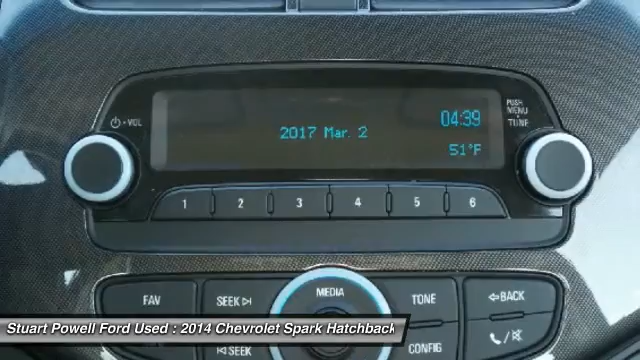 04:39
2017 Mar. 2
51°F
VOL
PUSH
MENU
TUNE
1 2 3 4 5 6
FAV
SEEK
MEDIA
TONE
BACK
SEEK
CONFIG
Stuart Powell Ford Used : 2014 Chevrolet Spark Hatchback